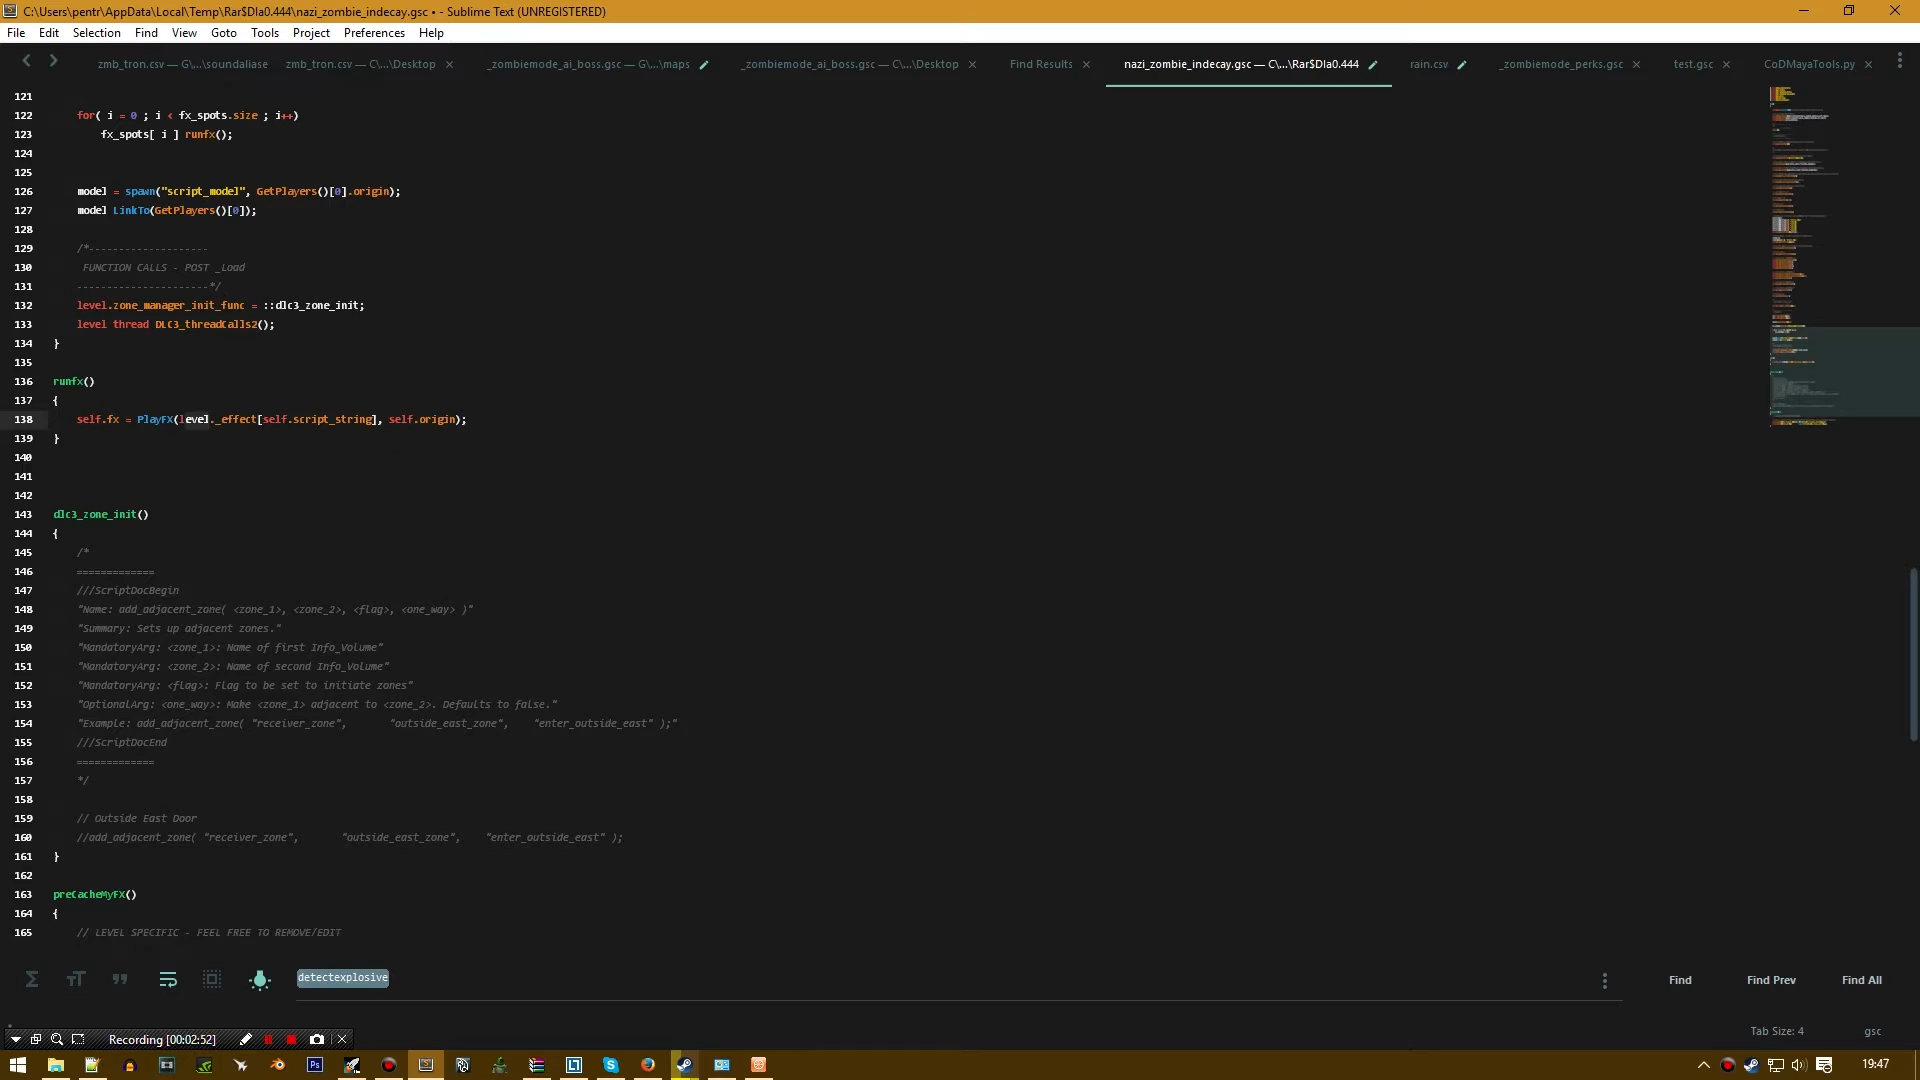 C:\Users\pentr\AppData\Local\Temp\Rar$DIa0.444\nazi_zombie_indecay.gsc • - Sublime Text (UNREGISTERED)
File Edit Selection Find View Goto Tools Project Preferences Help
zmb_tron.csv — G\...\soundaliase zmb_tron.csv — C\...\Desktop _zombiemode_ai_boss.gsc — G\...\maps _zombiemode_ai_boss.gsc — C\...\Desktop Find Results nazi_zombie_indecay.gsc — C\...\Rar$DIa0.444 rain.csv _zombiemode_perks.gsc test.gsc CoDMayaTools.py
121
122 for( i = 0 ; i < fx_spots.size ; i++)
123 fx_spots[ i ] runfx();
124
125
126 model = spawn("script_model", GetPlayers()[0].origin);
127 model LinkTo(GetPlayers()[0]);
128
129 /*---------------------
130 FUNCTION CALLS - POST _Load
131 ----------------------*/
132 level.zone_manager_init_func = ::dlc3_zone_init;
133 level thread DLC3_threadCalls2();
134 }
135
136 runfx()
137 {
138 self.fx = PlayFX(level._effect[self.script_string], self.origin);
139 }
140
141
142
143 dlc3_zone_init()
144 {
145 /*
146 =============
147 ///ScriptDocBegin
148 "Name: add_adjacent_zone( <zone_1>, <zone_2>, <flag>, <one_way> )"
149 "Summary: Sets up adjacent zones."
150 "MandatoryArg: <zone_1>: Name of first Info_Volume"
151 "MandatoryArg: <zone_2>: Name of second Info_Volume"
152 "MandatoryArg: <flag>: Flag to be set to initiate zones"
153 "OptionalArg: <one_way>: Make <zone_1> adjacent to <zone_2>. Defaults to false."
154 "Example: add_adjacent_zone( "receiver_zone", "outside_east_zone", "enter_outside_east" );"
155 ///ScriptDocEnd
156 =============
157 */
158
159 // Outside East Door
160 //add_adjacent_zone( "receiver_zone", "outside_east_zone", "enter_outside_east" );
161 }
162
163 preCacheMyFX()
164 {
165 // LEVEL SPECIFIC - FEEL FREE TO REMOVE/EDIT
detectexplosive Find Find Prev Find All
Tab Size: 4 gsc
Recording [00:02:52]
19:47